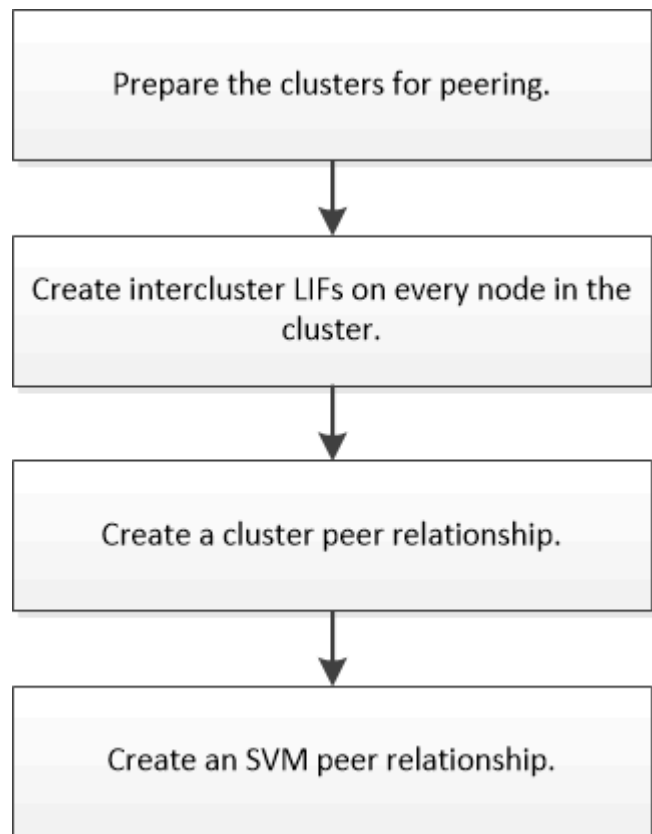 Prepare the clusters for peering.
Create intercluster LIFs on every node in the
cluster.
Create a cluster peer relationship.
Create an SVM peer relationship.